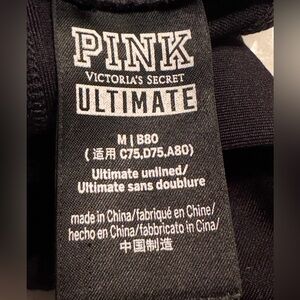 PINK
VICTORIA'S SECRET
ULTIMATE
M | B80
(适用 C75,D75,A80)
Ultimate unlined/
Ultimate sans doublure
made in China/fabriqué en Chine/
hecho en China/fabbricato in Cina/
中国制造